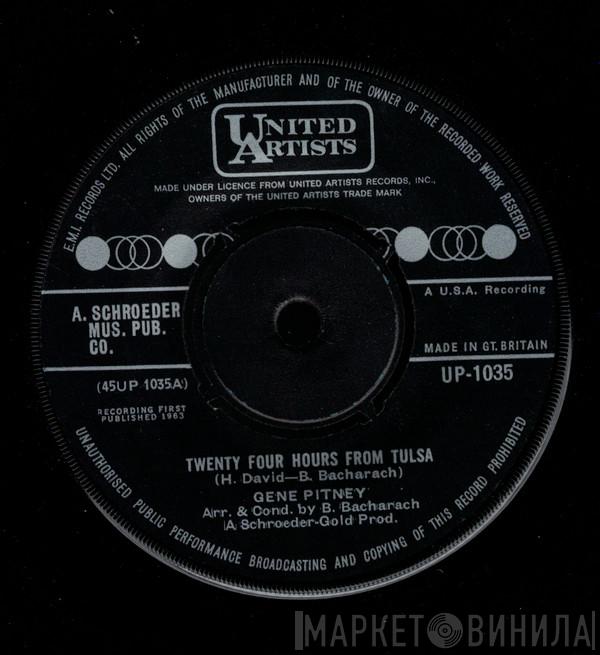 E.M.I. RECORDS LTD. ALL RIGHTS OF THE MANUFACTURER AND OF THE OWNER OF THE RECORDED WORK RESERVED
UNITED
ARTISTS
MADE UNDER LICENCE FROM UNITED ARTISTS RECORDS, INC.,
OWNERS OF THE UNITED ARTISTS TRADE MARK
A. SCHROEDER
MUS. PUB.
CO.
A U.S.A. Recording
MADE IN GT. BRITAIN
(45UP 1035A)
UP-1035
RECORDING FIRST
PUBLISHED 1963
TWENTY FOUR HOURS FROM TULSA
(H. David—B. Bacharach)
GENE PITNEY
Arr. & Cond. by B. Bacharach
A Schroeder-Gold Prod.
UNAUTHORISED PUBLIC PERFORMANCE BROADCASTING AND COPYING OF THIS RECORD PROHIBITED
МАРКЕТ ВИНИЛА